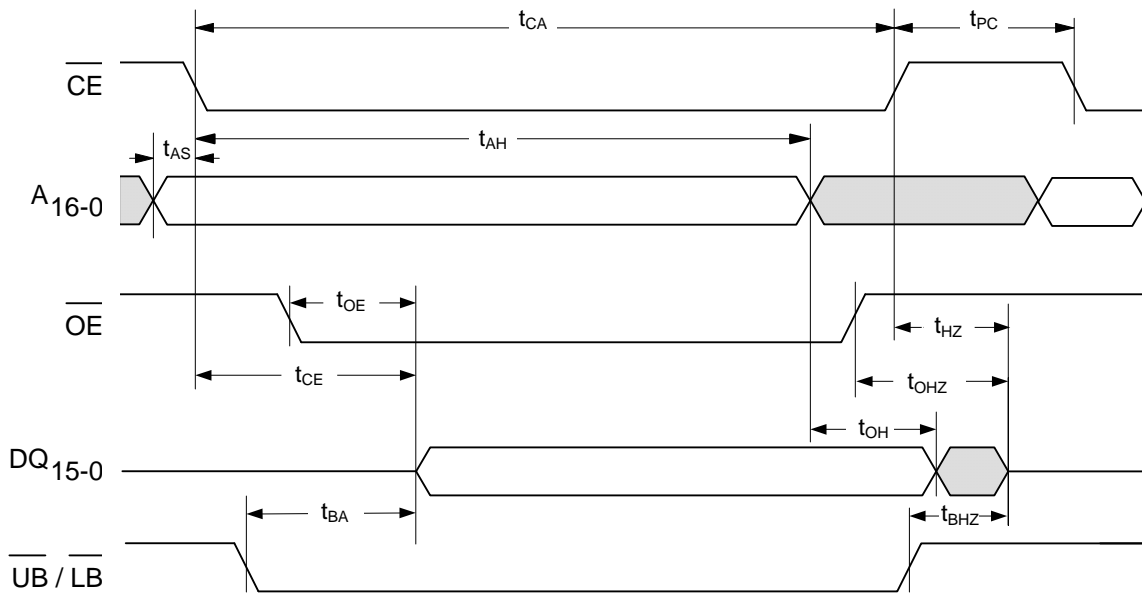 tCA
tPC
CE
tAH
tAS
A16-0
tOE
OE
tHZ
tCE
tOHZ
tOH
DQ15-0
tBA
tBHZ
UB / LB